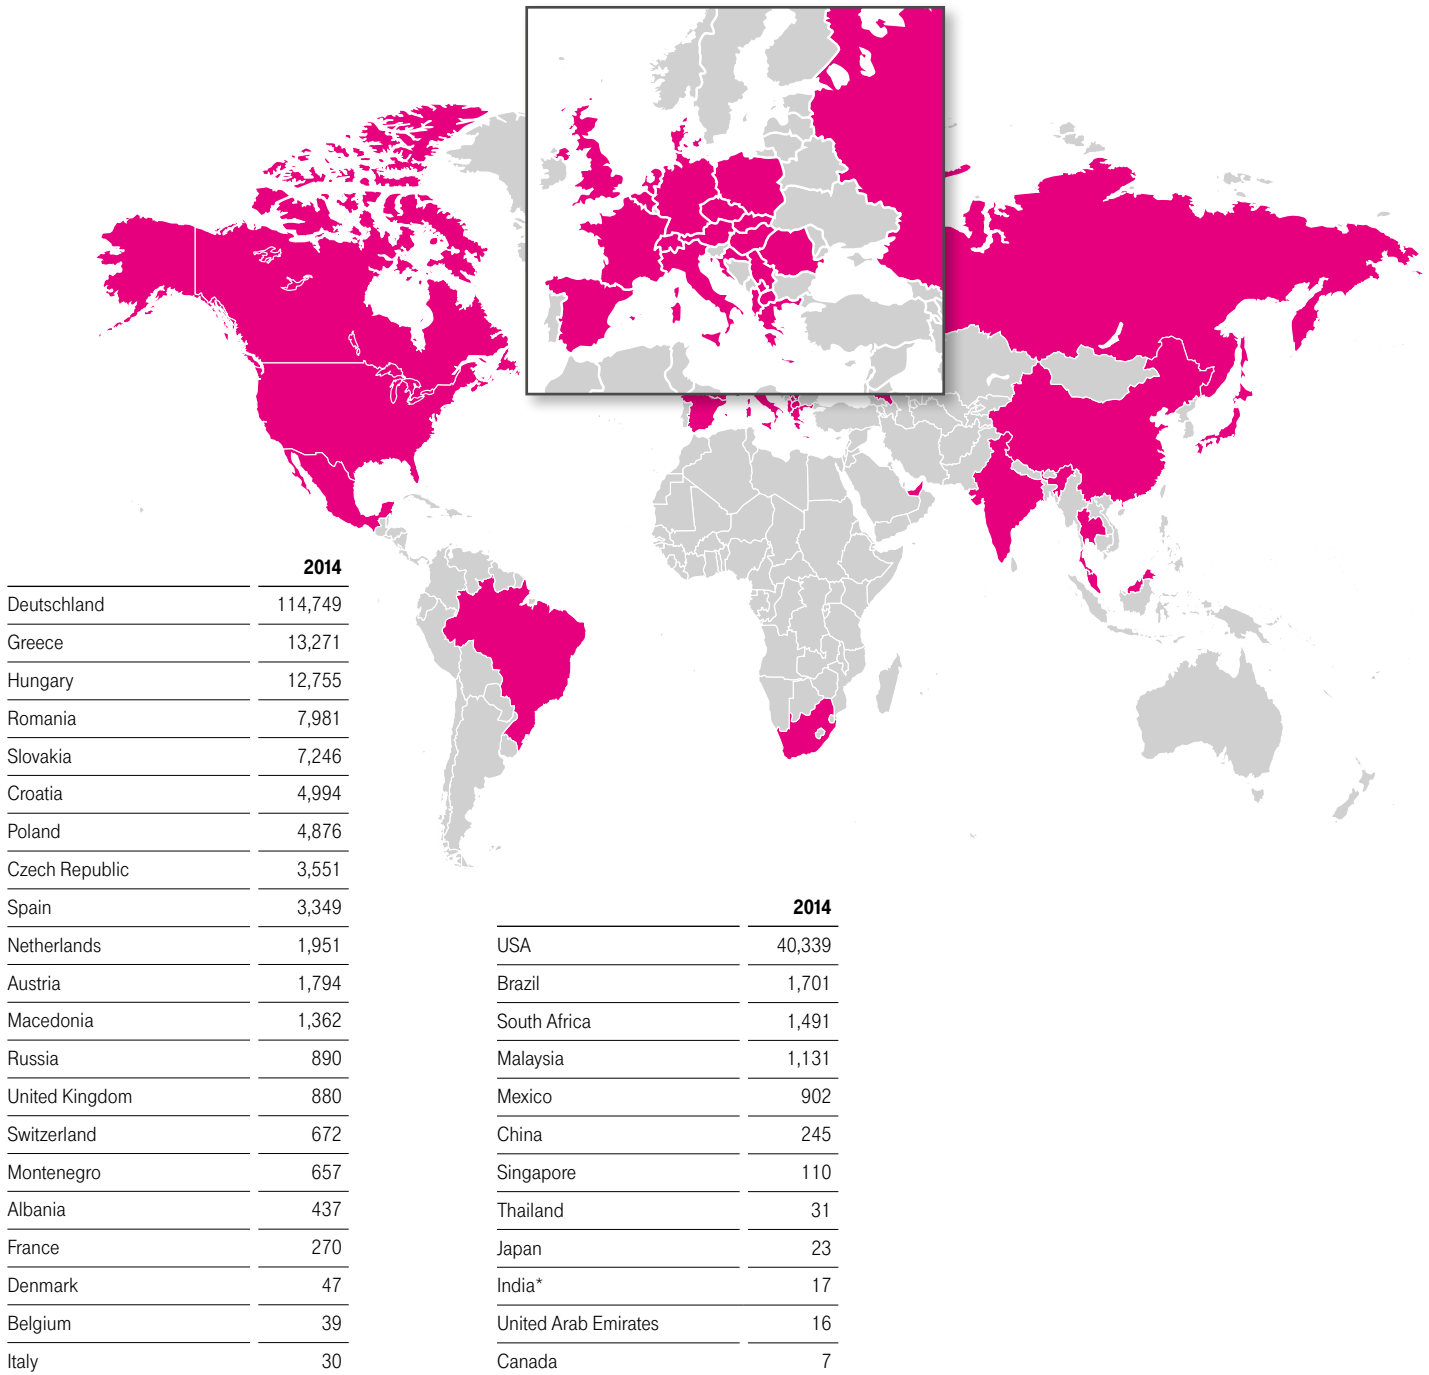 2014
Deutschland 114,749
Greece 13,271
Hungary 12,755
Romania 7,981
Slovakia 7,246
Croatia 4,994
Poland 4,876
Czech Republic 3,551
Spain 3,349
Netherlands 1,951
Austria 1,794
Macedonia 1,362
Russia 890
United Kingdom 880
Switzerland 672
Montenegro 657
Albania 437
France 270
Denmark 47
Belgium 39
Italy 30
2014
USA 40,339
Brazil 1,701
South Africa 1,491
Malaysia 1,131
Mexico 902
China 245
Singapore 110
Thailand 31
Japan 23
India* 17
United Arab Emirates 16
Canada 7